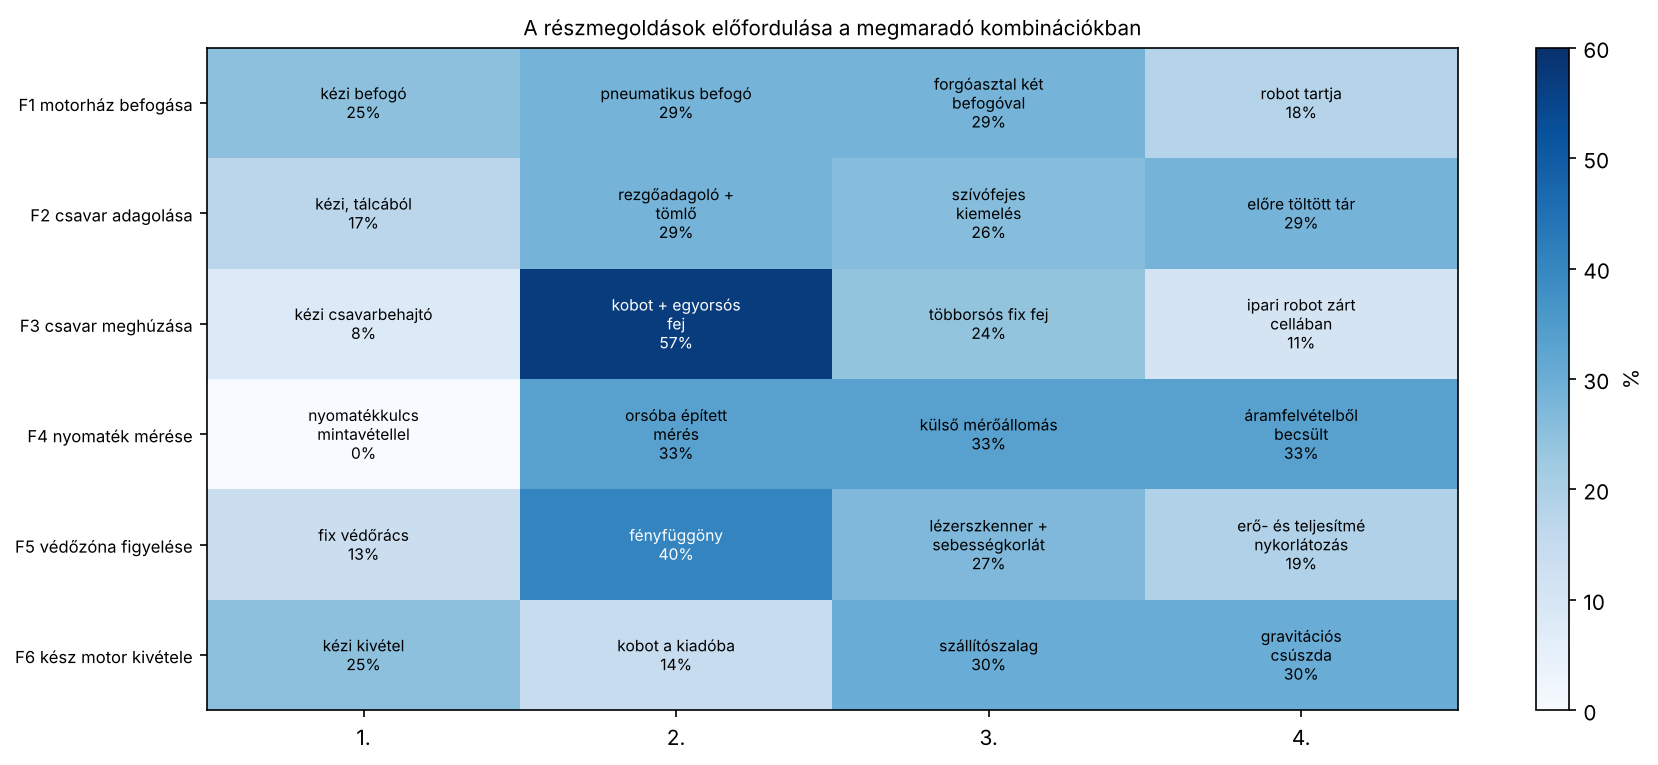 A részmegoldások előfordulása a megmaradó kombinációkban
F1 motorház befogása
kézi befogó
25%
pneumatikus befogó
29%
forgóasztal két
befogóval
29%
robot tartja
18%
F2 csavar adagolása
kézi, tálcából
17%
rezgőadagoló +
tömlő
29%
szívófejes
kiemelés
26%
előre töltött tár
29%
F3 csavar meghúzása
kézi csavarbehajtó
8%
kobot + egyorsós
fej
57%
többorsós fix fej
24%
ipari robot zárt
cellában
11%
F4 nyomaték mérése
nyomatékkulcs
mintavétellel
0%
orsóba épített
mérés
33%
külső mérőállomás
33%
áramfelvételből
becsült
33%
F5 védőzóna figyelése
fix védőrács
13%
fényfüggöny
40%
lézerszkenner +
sebességkorlát
27%
erő- és teljesítmé
nykorlátozás
19%
F6 kész motor kivétele
kézi kivétel
25%
kobot a kiadóba
14%
szállítószalag
30%
gravitációs
csúszda
30%
1.
2.
3.
4.
60
50
40
30
20
10
0
%